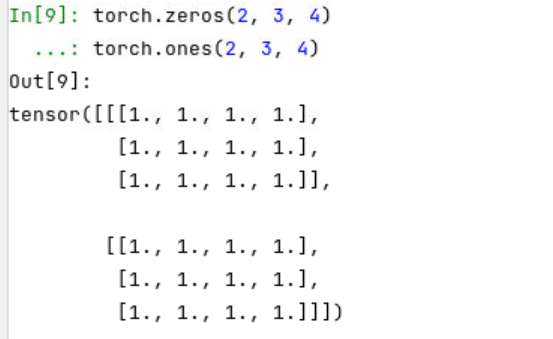 In[9]: torch.zeros(2, 3, 4)
  ...: torch.ones(2, 3, 4)
Out[9]:
tensor([[[1., 1., 1., 1.],
         [1., 1., 1., 1.],
         [1., 1., 1., 1.]],

        [[1., 1., 1., 1.],
         [1., 1., 1., 1.],
         [1., 1., 1., 1.]]])